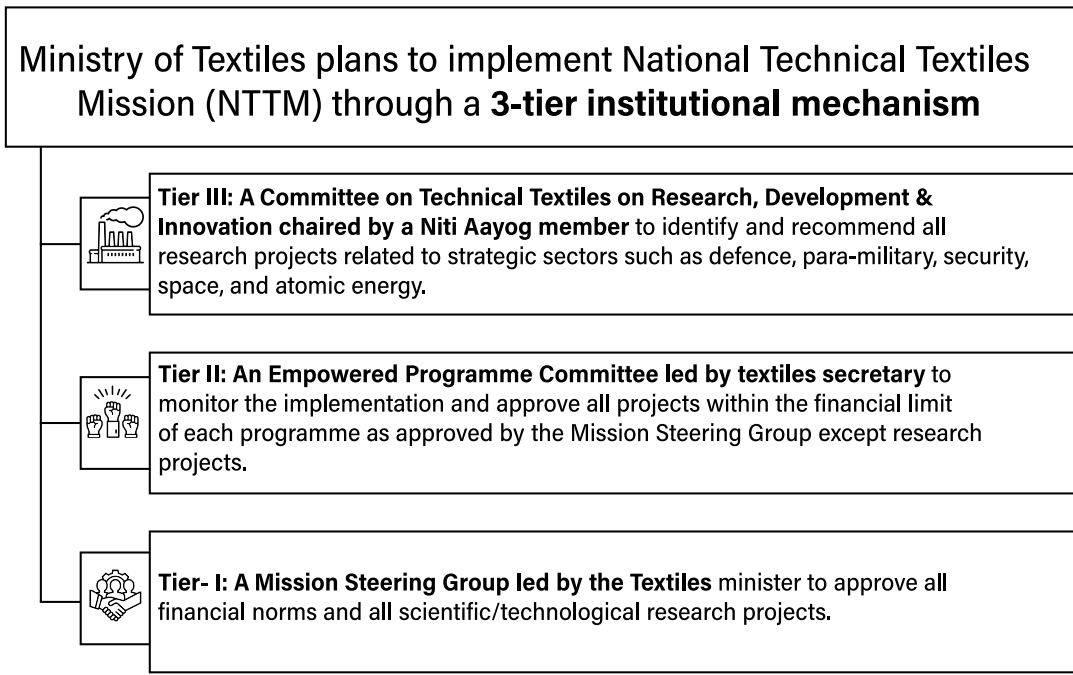 Ministry of Textiles plans to implement National Technical Textiles
Mission (NTTM) through a 3-tier institutional mechanism
Tier III: A Committee on Technical Textiles on Research, Development &
Innovation chaired by a Niti Aayog member to identify and recommend all
research projects related to strategic sectors such as defence, para-military, security,
space, and atomic energy.
Tier II: An Empowered Programme Committee led by textiles secretary to
monitor the implementation and approve all projects within the financial limit
of each programme as approved by the Mission Steering Group except research
projects.
Tier- I: A Mission Steering Group led by the Textiles minister to approve all
financial norms and all scientific/technological research projects.